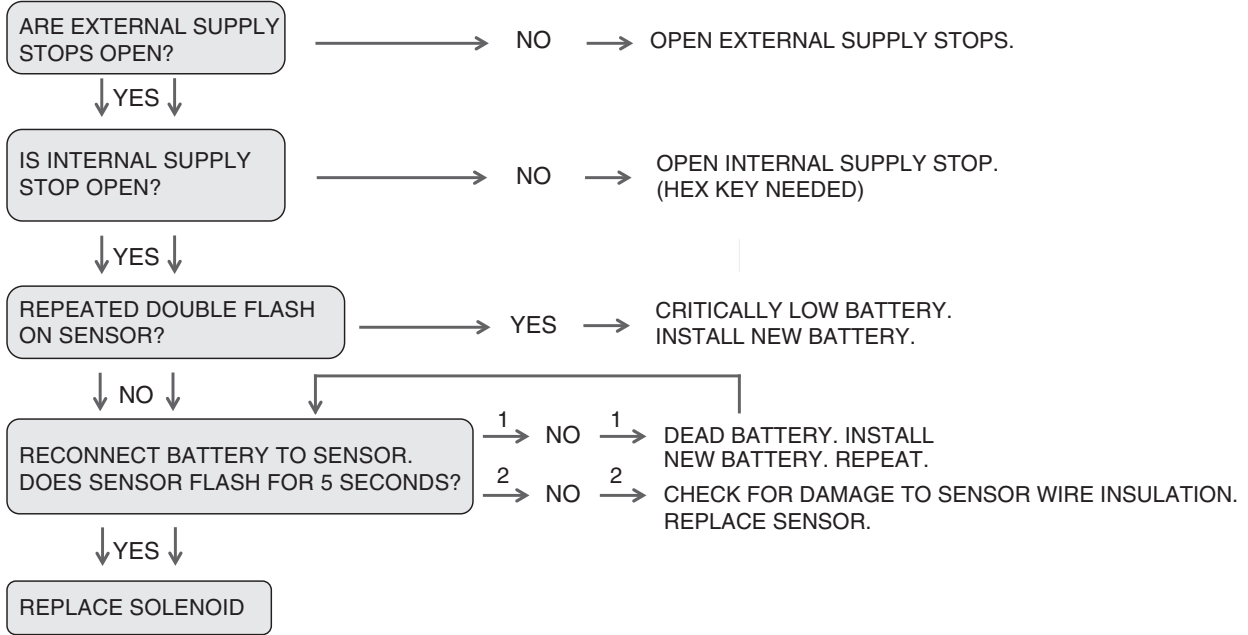 ARE EXTERNAL SUPPLY
STOPS OPEN?
NO
OPEN EXTERNAL SUPPLY STOPS.
YES
IS INTERNAL SUPPLY
STOP OPEN?
NO
OPEN INTERNAL SUPPLY STOP.
(HEX KEY NEEDED)
YES
REPEATED DOUBLE FLASH
ON SENSOR?
YES
CRITICALLY LOW BATTERY.
INSTALL NEW BATTERY.
NO
RECONNECT BATTERY TO SENSOR.
DOES SENSOR FLASH FOR 5 SECONDS?
1 NO 1
DEAD BATTERY. INSTALL
NEW BATTERY. REPEAT.
2 NO 2
CHECK FOR DAMAGE TO SENSOR WIRE INSULATION.
REPLACE SENSOR.
YES
REPLACE SOLENOID